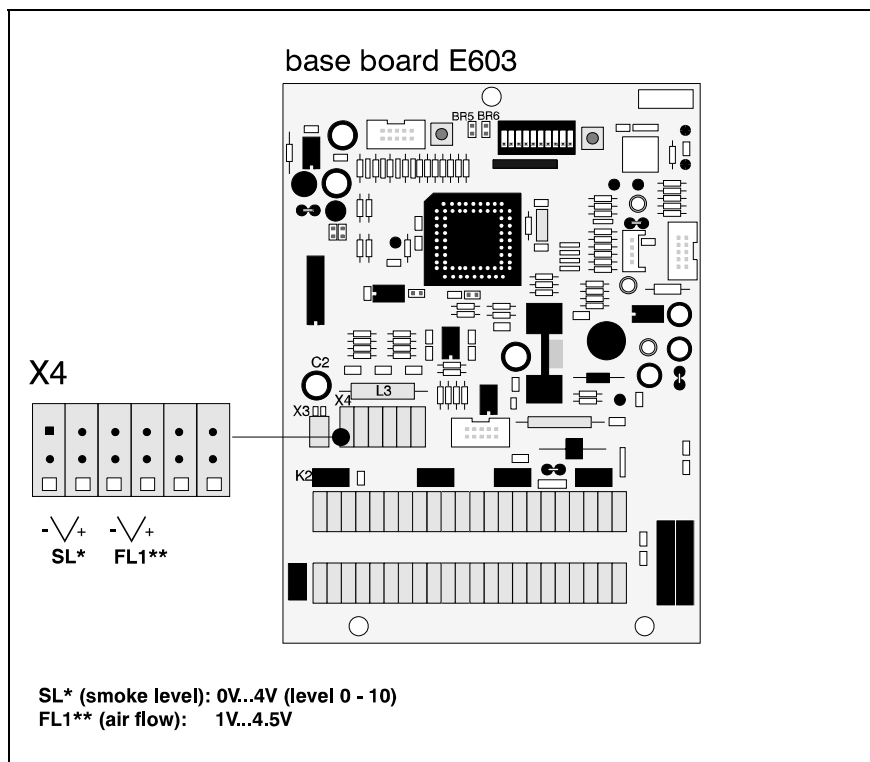 base board E603
BR5 BR6
C2
X4
L3
X3 X4
K2
- + - +
SL* FL1**
SL* (smoke level): 0V...4V (level 0 - 10)
FL1** (air flow): 1V...4.5V